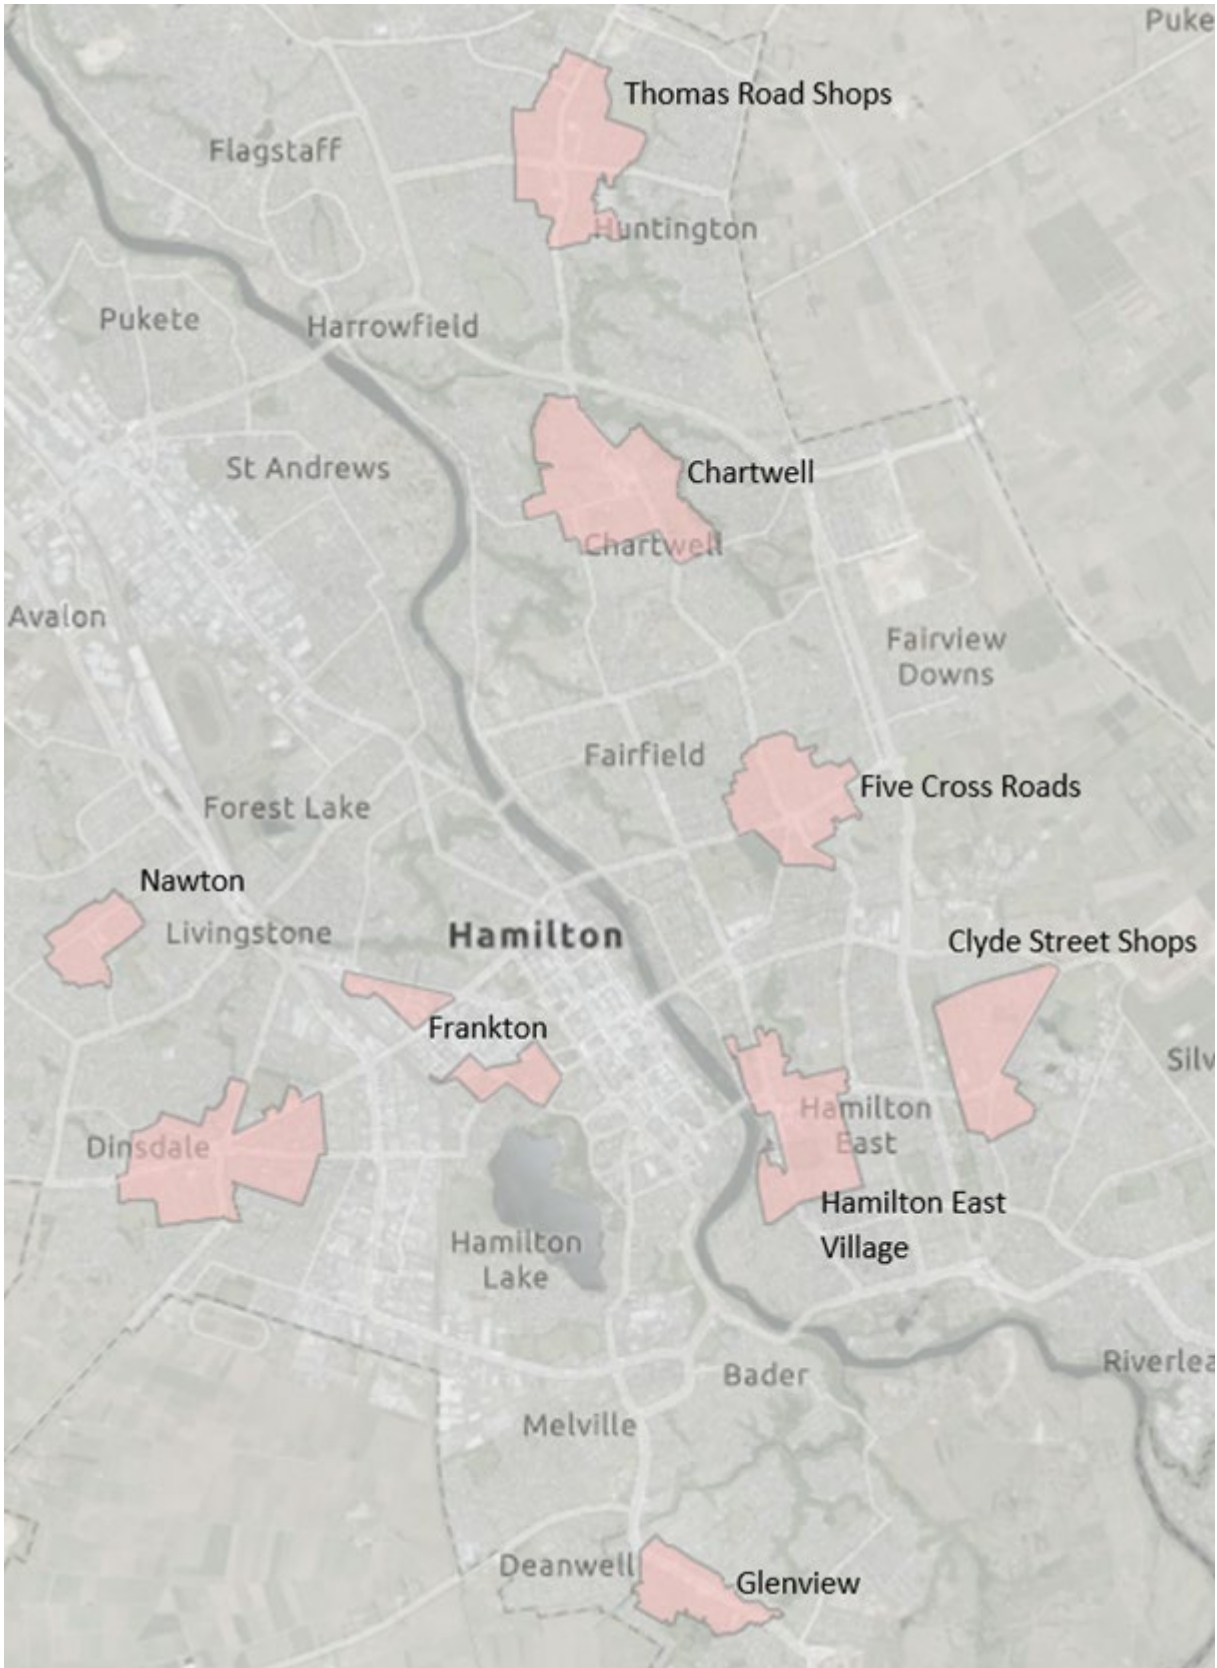 Puke
Thomas Road Shops
Flagstaff
Huntington
Pukete
Harrowfield
St Andrews
Chartwell
Chartwell
Avalon
Fairview
Downs
Fairfield
Five Cross Roads
Forest Lake
Nawton
Livingstone
Hamilton
Clyde Street Shops
Frankton
Silv
Hamilton
East
Dinsdale
Hamilton East
Village
Hamilton
Lake
Riverlea
Bader
Melville
Deanwell
Glenview